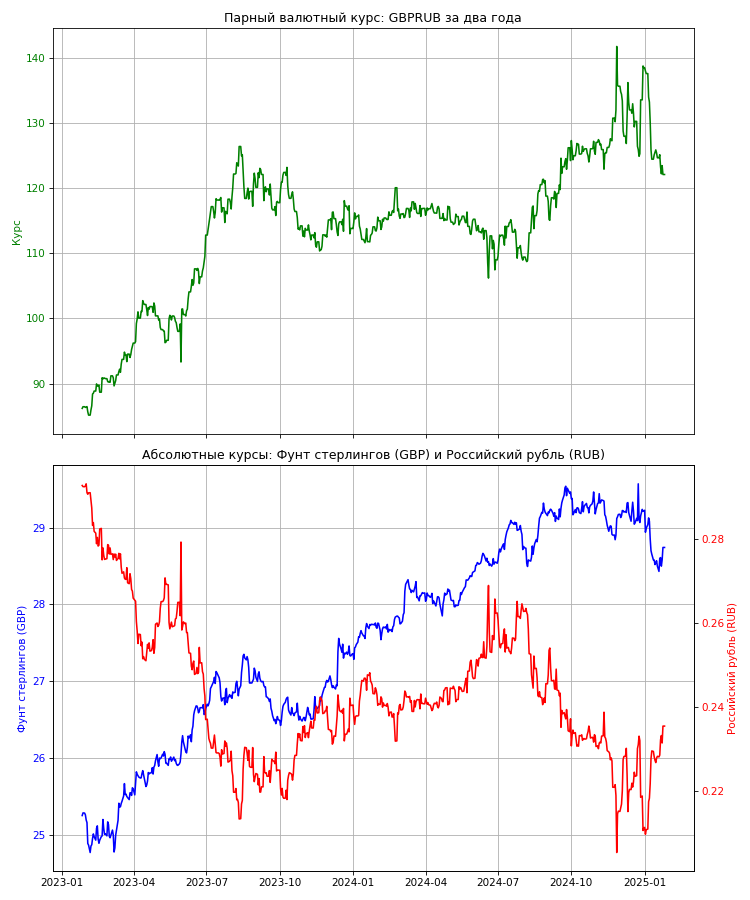 Парный валютный курс: GBPRUB за два года
140
130
120
110
100
90
Курс
Абсолютные курсы: Фунт стерлингов (GBP) и Российский рубль (RUB)
29
28
27
26
25
Фунт стерлингов (GBP)
0.28
0.26
0.24
0.22
Российский рубль (RUB)
2023-01 2023-04 2023-07 2023-10 2024-01 2024-04 2024-07 2024-10 2025-01